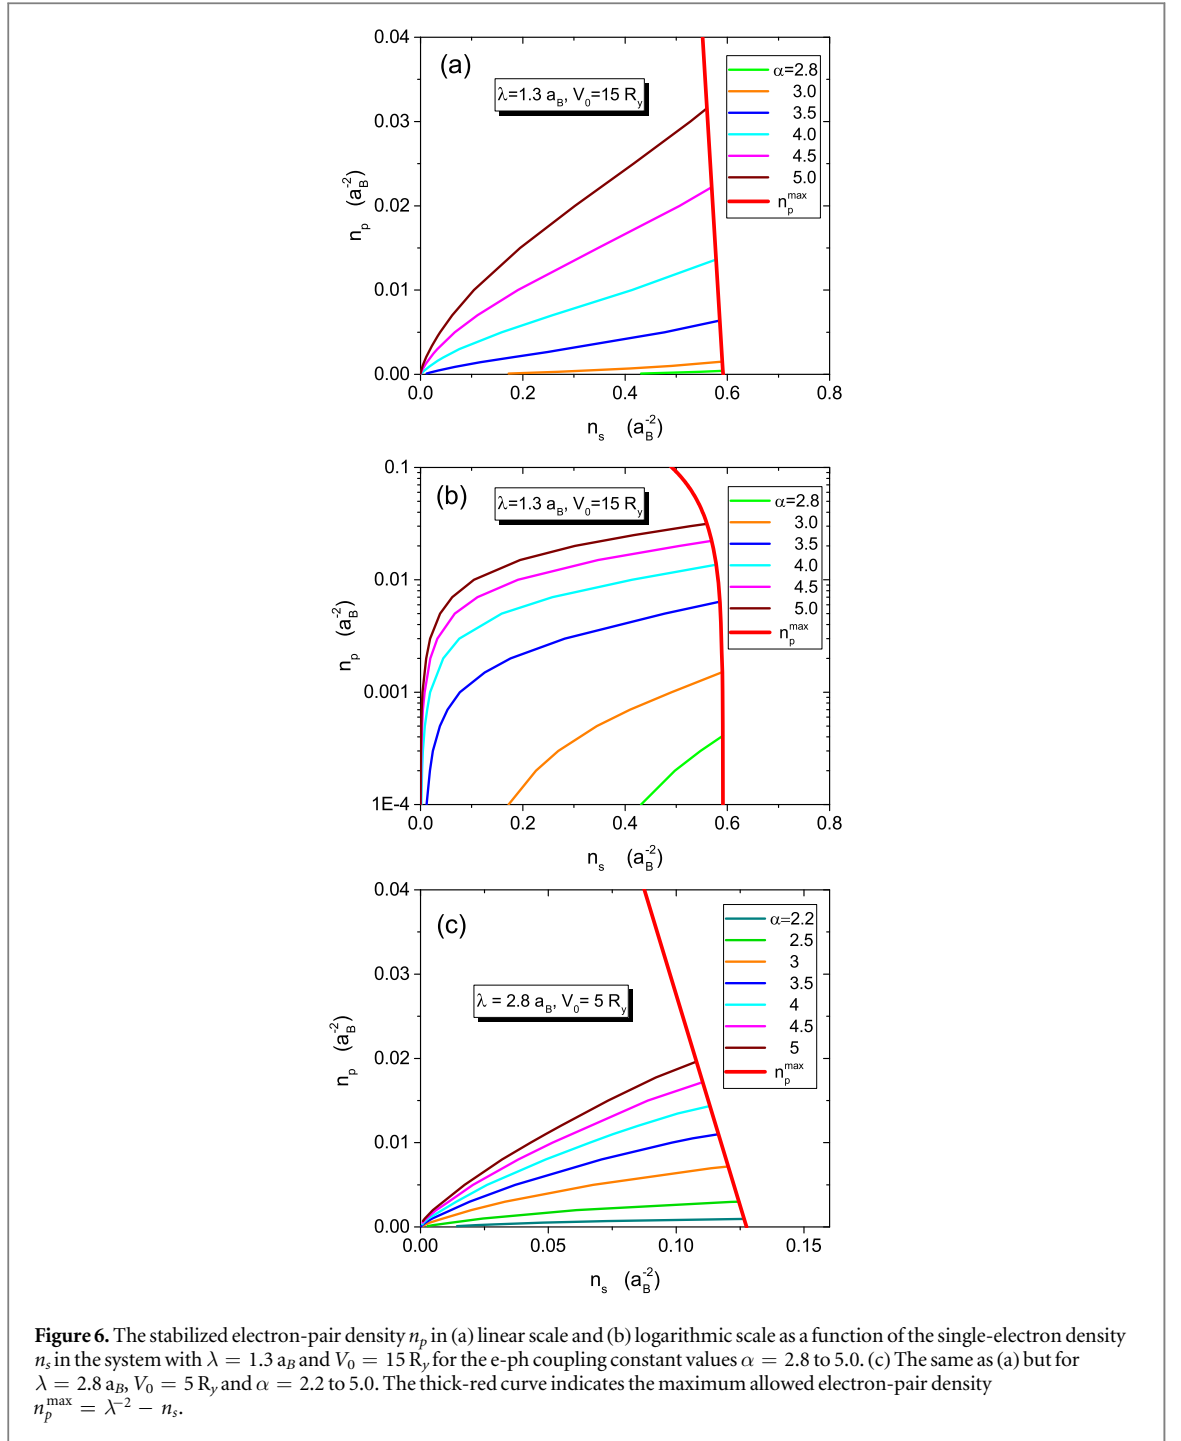 (a)
λ=1.3 a_B, V_0=15 R_y
α=2.8
3.0
3.5
4.0
4.5
5.0
n_p^max
0.04
0.03
0.02
0.01
0.00
n_p (a_B^-2)
0.0 0.2 0.4 0.6 0.8
n_s (a_B^-2)
(b)
λ=1.3 a_B, V_0=15 R_y
α=2.8
3.0
3.5
4.0
4.5
5.0
n_p^max
0.1
0.01
0.001
1E-4
n_p (a_B^-2)
0.0 0.2 0.4 0.6 0.8
n_s (a_B^-2)
(c)
λ = 2.8 a_B, V_0= 5 R_y
α=2.2
2.5
3
3.5
4
4.5
5
n_p^max
0.04
0.03
0.02
0.01
0.00
n_p (a_B^-2)
0.00 0.05 0.10 0.15
n_s (a_B^-2)
Figure 6. The stabilized electron-pair density n_p in (a) linear scale and (b) logarithmic scale as a function of the single-electron density
n_s in the system with λ = 1.3 a_B and V_0 = 15 R_y for the e-ph coupling constant values α = 2.8 to 5.0. (c) The same as (a) but for
λ = 2.8 a_B, V_0 = 5 R_y and α = 2.2 to 5.0. The thick-red curve indicates the maximum allowed electron-pair density
n_p^max = λ^-2 − n_s.